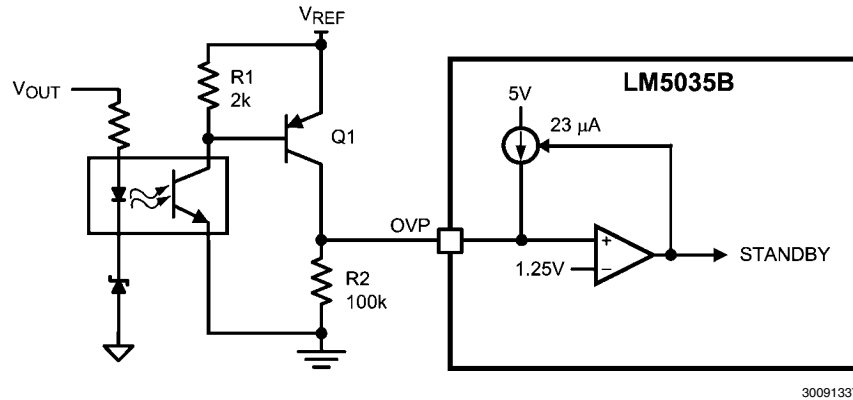 VREF
VOUT
R1
2k
Q1
LM5035B
5V
23 μA
OVP
+
1.25V
−
STANDBY
R2
100k